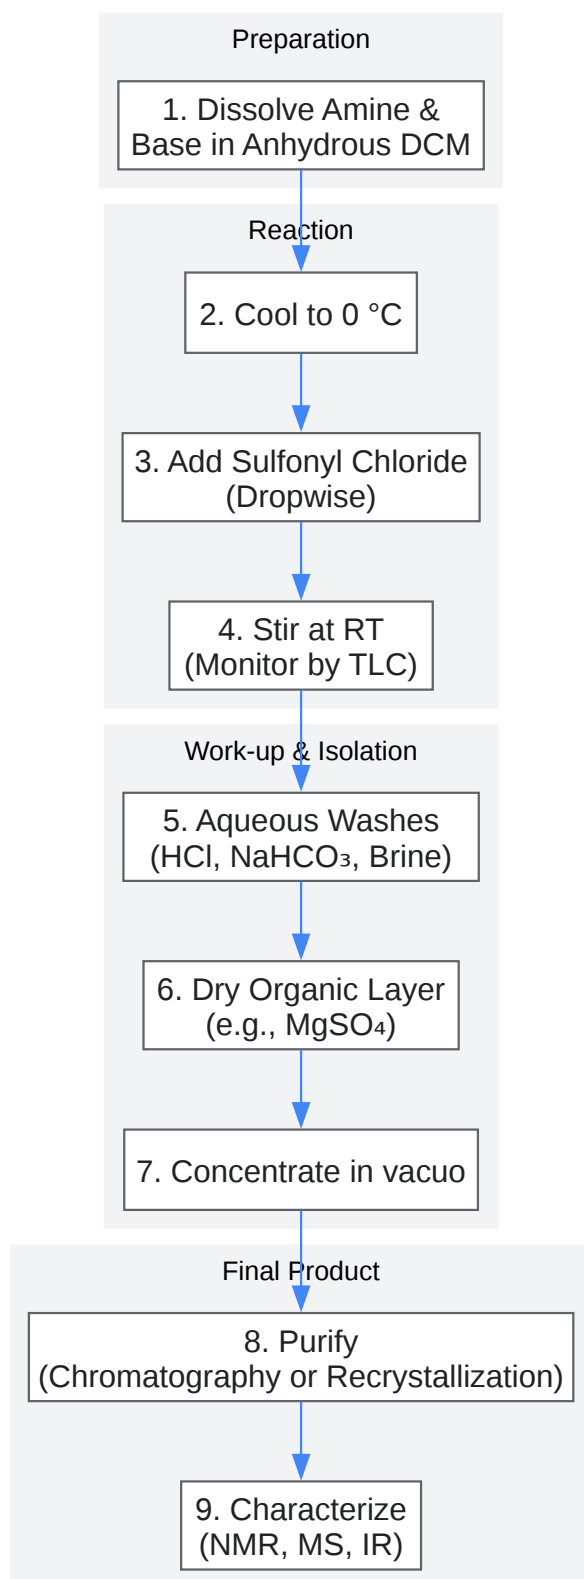 Preparation
1. Dissolve Amine &
Base in Anhydrous DCM
Reaction
2. Cool to 0 °C
3. Add Sulfonyl Chloride
(Dropwise)
4. Stir at RT
(Monitor by TLC)
Work-up & Isolation
5. Aqueous Washes
(HCl, NaHCO₃, Brine)
6. Dry Organic Layer
(e.g., MgSO₄)
7. Concentrate in vacuo
Final Product
8. Purify
(Chromatography or Recrystallization)
9. Characterize
(NMR, MS, IR)